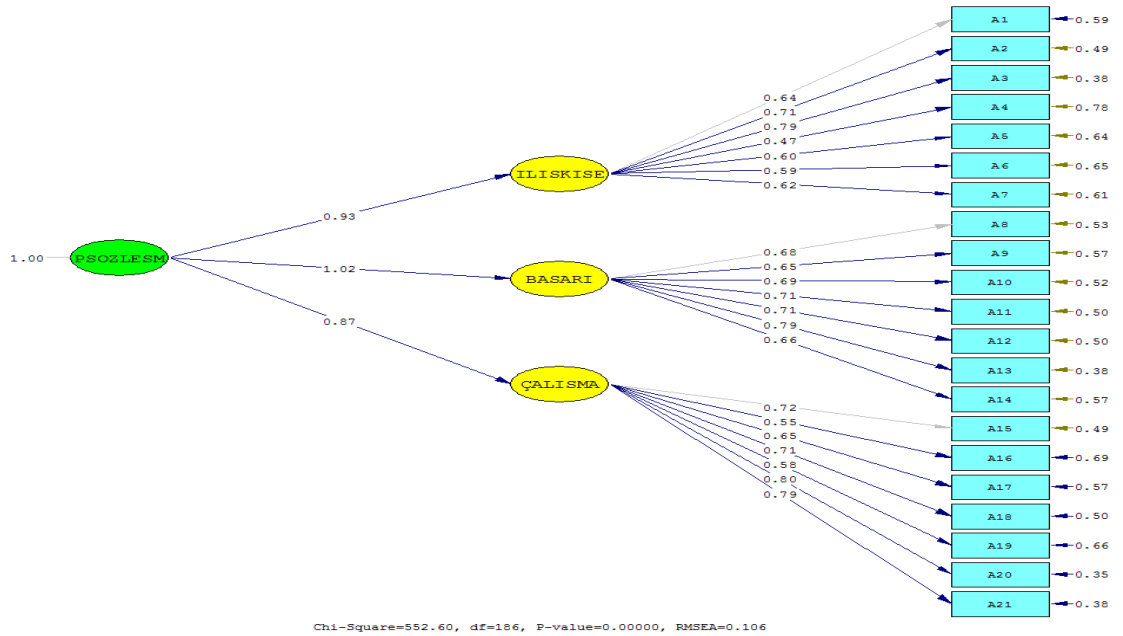 A1 0.59
A2 0.49
A3 0.38
0.64
A4 0.78
0.71
0.79
A5 0.64
0.47
0.60
A6 0.65
0.59
ILISKISE
0.62
A7 0.61
0.93
A8 0.53
0.68
A9 0.57
1.00 PSOZLESM
0.65
1.02
BASARI
0.69
A10 0.52
0.71
A11 0.50
0.71
0.87
0.79
A12 0.50
0.66
A13 0.38
ÇALISMA
A14 0.57
0.72
0.55
A15 0.49
0.65
0.71
A16 0.69
0.58
0.80
A17 0.57
0.79
A18 0.50
A19 0.66
A20 0.35
A21 0.38
Chi-Square=552.60, df=186, P-value=0.00000, RMSEA=0.106